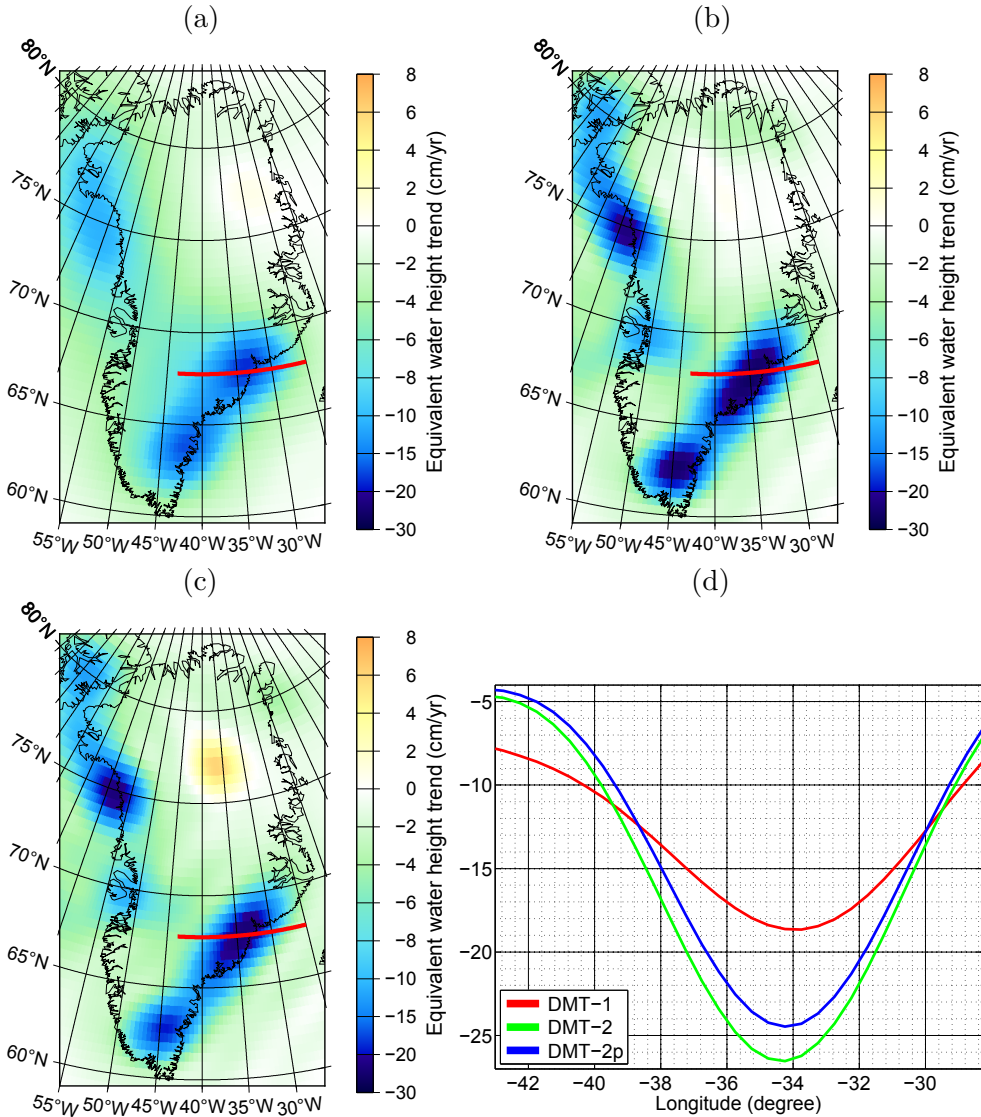 (a)
80°N
75°N
70°N
65°N
60°N
55°W 50°W 45°W 40°W 35°W 30°W
8
6
4
2
0
−2
−4
−6
−8
−10
−15
−20
−30
Equivalent water height trend (cm/yr)
(b)
80°N
75°N
70°N
65°N
60°N
55°W 50°W 45°W 40°W 35°W 30°W
8
6
4
2
0
−2
−4
−6
−8
−10
−15
−20
−30
Equivalent water height trend (cm/yr)
(c)
80°N
75°N
70°N
65°N
60°N
55°W 50°W 45°W 40°W 35°W 30°W
8
6
4
2
0
−2
−4
−6
−8
−10
−15
−20
−30
Equivalent water height trend (cm/yr)
(d)
−5
−10
−15
−20
−25
DMT−1
DMT−2
DMT−2p
−42 −40 −38 −36 −34 −32 −30
Longitude (degree)